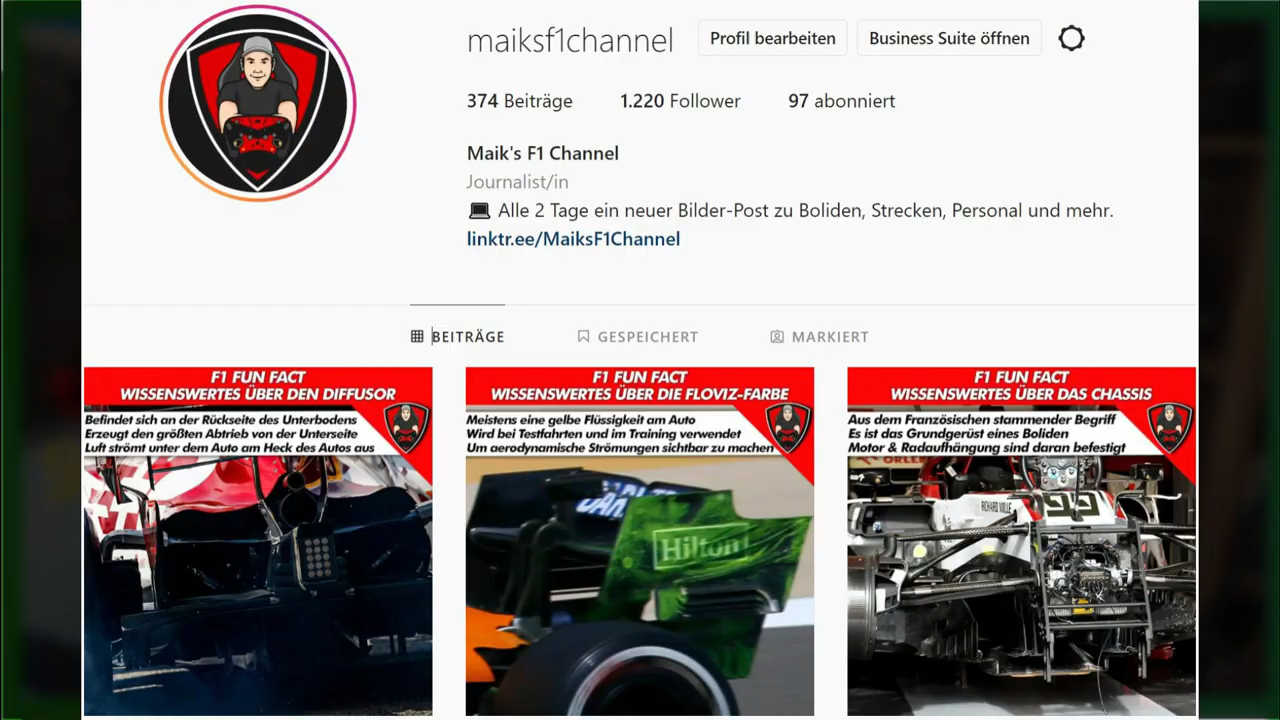 maiksf1channel
Profil bearbeiten
Business Suite öffnen
374 Beiträge
1.220 Follower
97 abonniert
Maik's F1 Channel
Journalist/in
Alle 2 Tage ein neuer Bilder-Post zu Boliden, Strecken, Personal und mehr.
linktr.ee/MaiksF1Channel
BEITRÄGE
GESPEICHERT
MARKIERT
F1 FUN FACT
WISSENSWERTES ÜBER DEN DIFFUSOR
Befindet sich an der Rückseite des Unterbodens
Erzeugt den größten Abtrieb von der Unterseite
Luft strömt unter dem Auto am Heck des Autos aus
F1 FUN FACT
WISSENSWERTES ÜBER DIE FLOVIZ-FARBE
Meistens eine gelbe Flüssigkeit am Auto
Wird bei Testfahrten und im Training verwendet
Um aerodynamische Strömungen sichtbar zu machen
Hilton
F1 FUN FACT
WISSENSWERTES ÜBER DAS CHASSIS
Aus dem Französischen stammender Begriff
Es ist das Grundgerüst eines Boliden
Motor & Radaufhängung sind daran befestigt
RICHARD MILLE